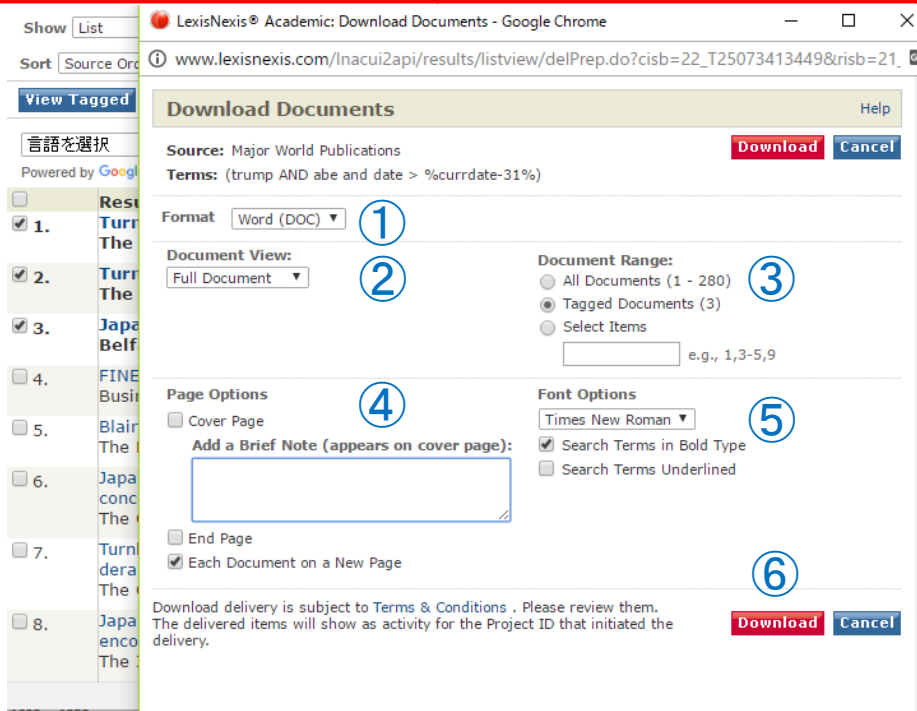 Show List
Sort Source Ord
View Tagged
言語を選択
Powered by Googl
Resu
1. Turn
The
2. Turn
The
3. Japa
Belf
4. FINE
Busi
5. Blair
The
6. Japa
conc
The
7. Turnl
dera
The
8. Japa
enco
The
LexisNexis® Academic: Download Documents - Google Chrome
www.lexisnexis.com/lnacui2api/results/listview/delPrep.do?cisb=22_T25073413449&risb=21_
Download Documents Help
Source: Major World Publications Download Cancel
Terms: (trump AND abe and date > %currdate-31%)
Format Word (DOC) ▼ ①
Document View: ②
Full Document ▼
Document Range: ③
All Documents (1 - 280)
Tagged Documents (3)
Select Items
e.g., 1,3-5,9
Page Options ④
Cover Page
Add a Brief Note (appears on cover page):
End Page
Each Document on a New Page
Font Options
Times New Roman ▼ ⑤
Search Terms in Bold Type
Search Terms Underlined
⑥
Download delivery is subject to Terms & Conditions . Please review them.
The delivered items will show as activity for the Project ID that initiated the
delivery.
Download Cancel